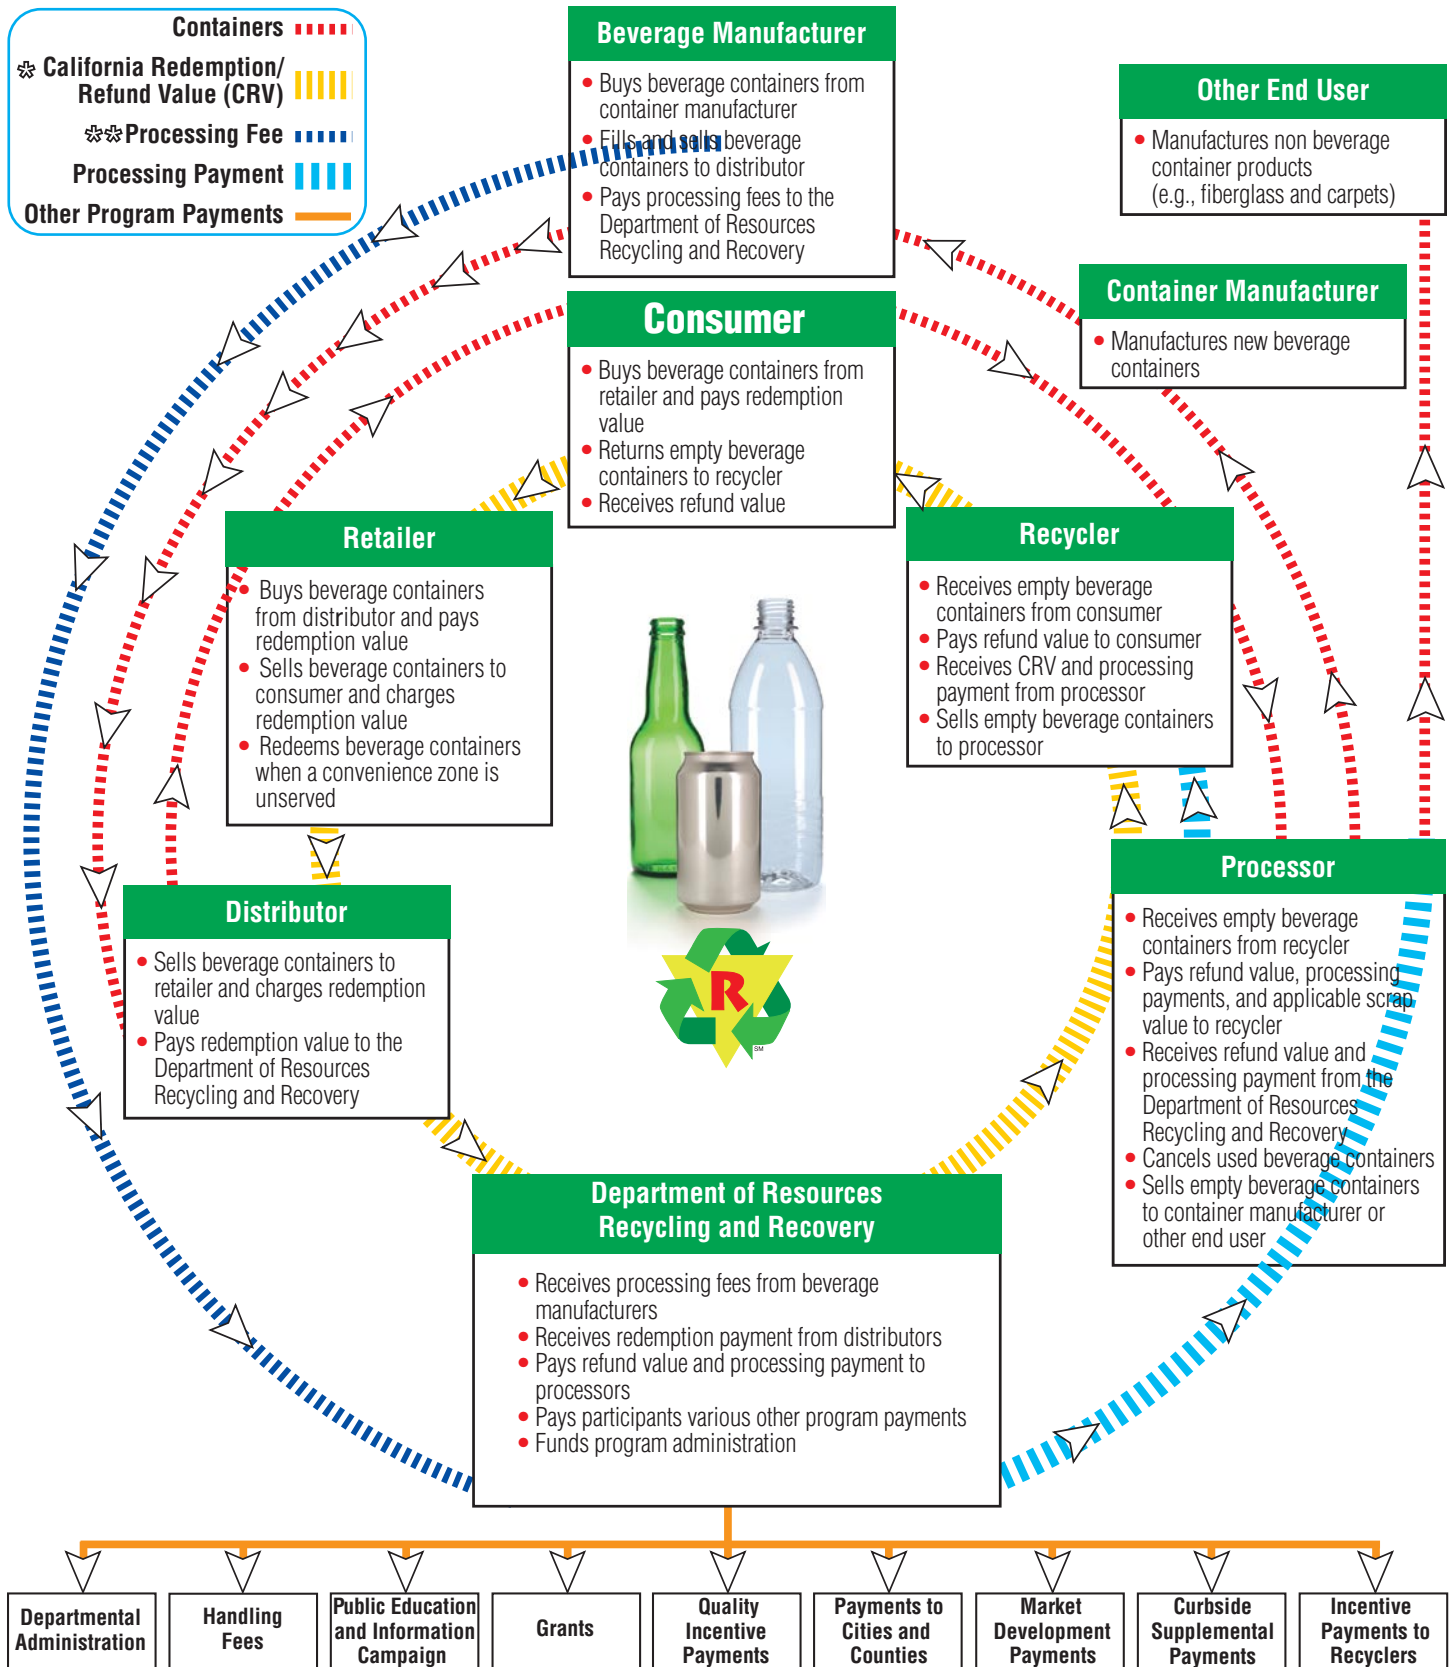 Containers
California Redemption/
Refund Value (CRV)
Processing Fee
Processing Payment
Other Program Payments
Beverage Manufacturer
• Buys beverage containers from
container manufacturer
• Fills and sells beverage
containers to distributor
• Pays processing fees to the
Department of Resources
Recycling and Recovery
Other End User
• Manufactures non beverage
container products
(e.g., fiberglass and carpets)
Container Manufacturer
• Manufactures new beverage
containers
Consumer
• Buys beverage containers from
retailer and pays redemption
value
• Returns empty beverage
containers to recycler
• Receives refund value
Retailer
• Buys beverage containers
from distributor and pays
redemption value
• Sells beverage containers to
consumer and charges
redemption value
• Redeems beverage containers
when a convenience zone is
unserved
Recycler
• Receives empty beverage
containers from consumer
• Pays refund value to consumer
• Receives CRV and processing
payment from processor
• Sells empty beverage containers
to processor
Distributor
• Sells beverage containers to
retailer and charges redemption
value
• Pays redemption value to the
Department of Resources
Recycling and Recovery
R
SM
Processor
• Receives empty beverage
containers from recycler
• Pays refund value, processing
payments, and applicable scrap
value to recycler
• Receives refund value and
processing payment from the
Department of Resources
Recycling and Recovery
• Cancels used beverage containers
• Sells empty beverage containers
to container manufacturer or
other end user
Department of Resources
Recycling and Recovery
• Receives processing fees from beverage
manufacturers
• Receives redemption payment from distributors
• Pays refund value and processing payment to
processors
• Pays participants various other program payments
• Funds program administration
Departmental
Administration
Handling
Fees
Public Education
and Information
Campaign
Grants
Quality
Incentive
Payments
Payments to
Cities and
Counties
Market
Development
Payments
Curbside
Supplemental
Payments
Incentive
Payments to
Recyclers